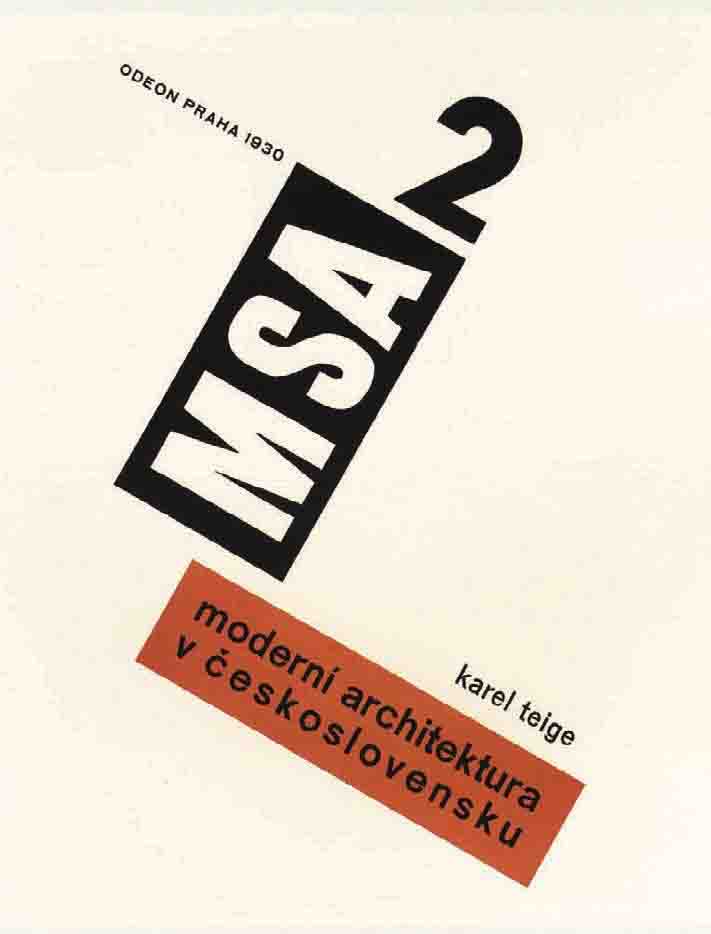 ODEON PRAHA 1930
MSA 2
moderní architektura
v československu
karel teige